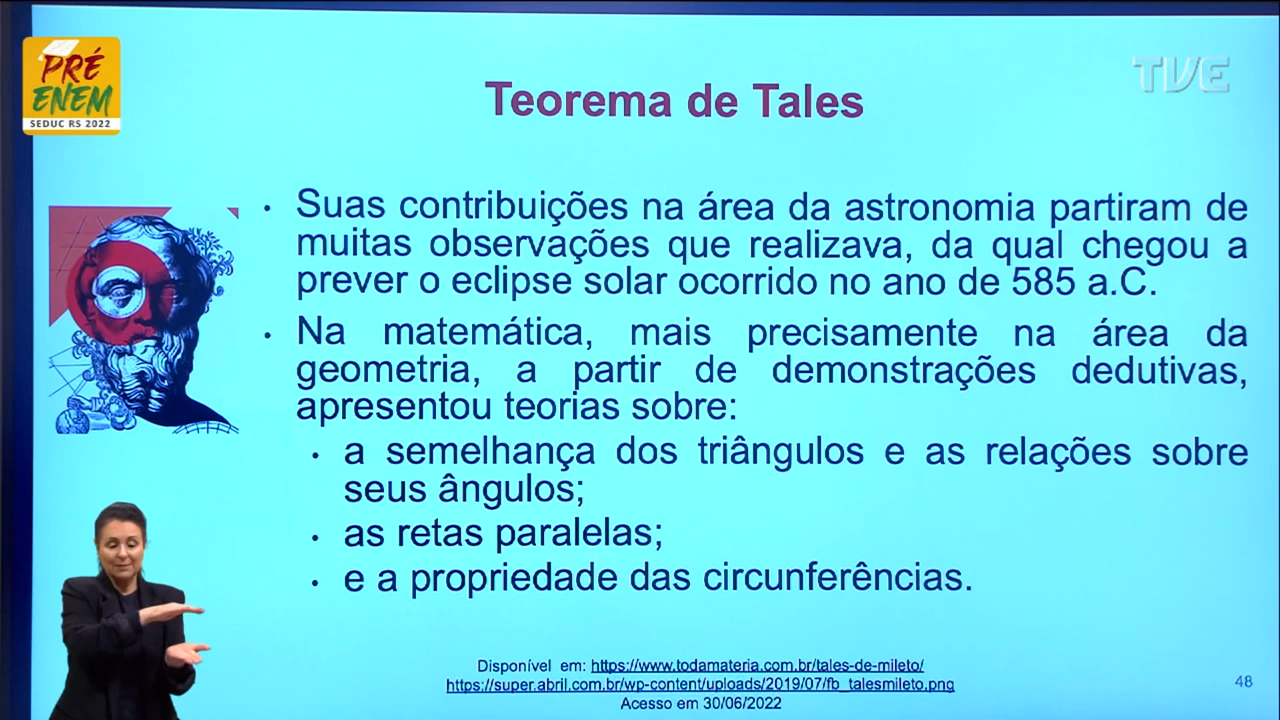 PRÉ
ENEM
SEDUC RS 2022
TVE
Teorema de Tales
• Suas contribuições na área da astronomia partiram de
muitas observações que realizava, da qual chegou a
prever o eclipse solar ocorrido no ano de 585 a.C.
• Na matemática, mais precisamente na área da
geometria, a partir de demonstrações dedutivas,
apresentou teorias sobre:
• a semelhança dos triângulos e as relações sobre
seus ângulos;
• as retas paralelas;
• e a propriedade das circunferências.
Disponível em: https://www.todamateria.com.br/tales-de-mileto/
https://super.abril.com.br/wp-content/uploads/2019/07/fb_talesmileto.png
Acesso em 30/06/2022
48